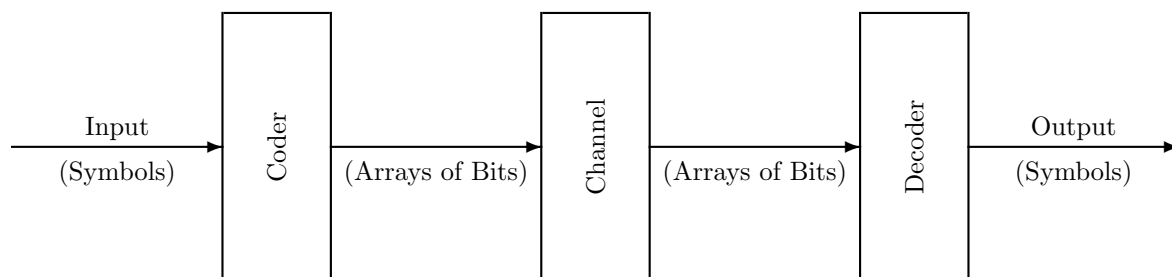 Input
(Symbols)
Coder
(Arrays of Bits)
Channel
(Arrays of Bits)
Decoder
Output
(Symbols)